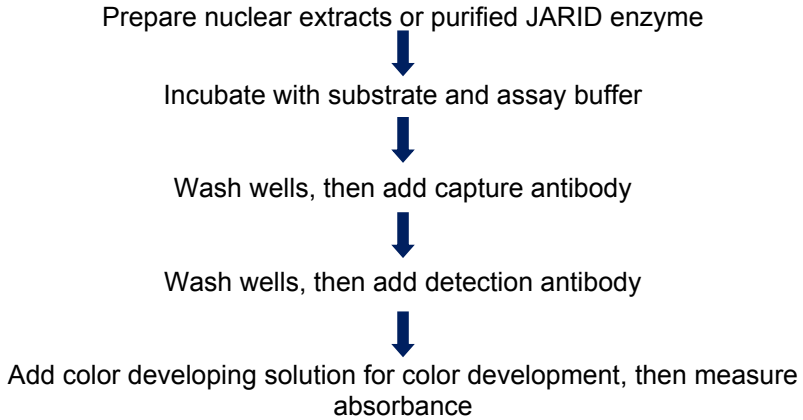 Prepare nuclear extracts or purified JARID enzyme
Incubate with substrate and assay buffer
Wash wells, then add capture antibody
Wash wells, then add detection antibody
Add color developing solution for color development, then measure
absorbance